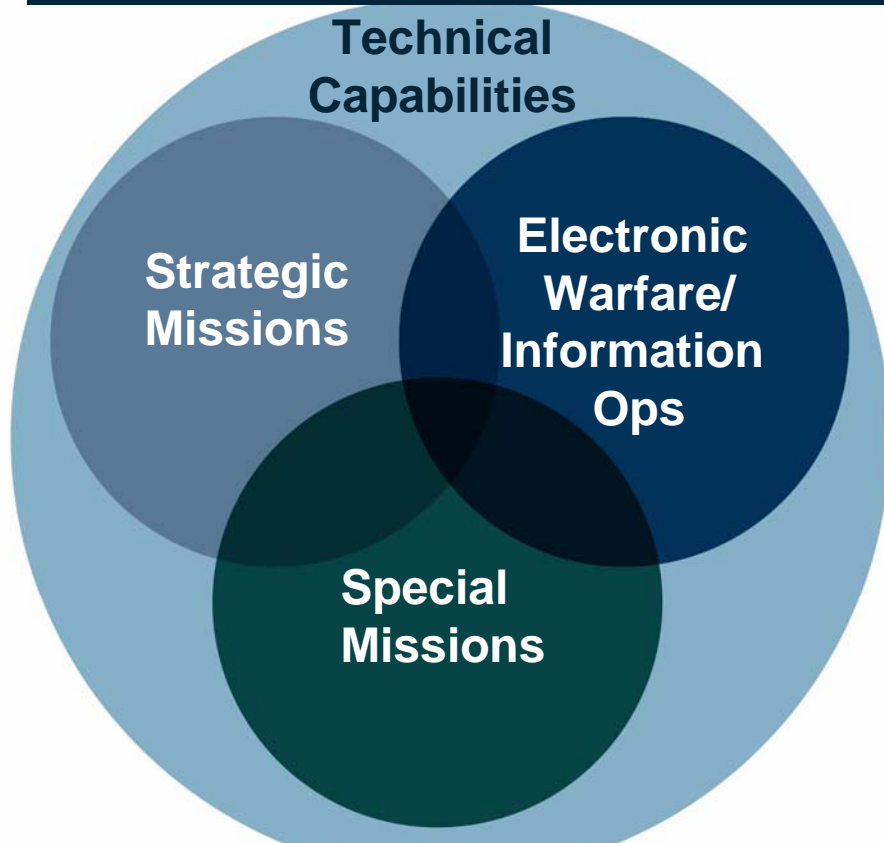 Technical
Capabilities
Strategic
Missions
Electronic
Warfare/
Information
Ops
Special
Missions